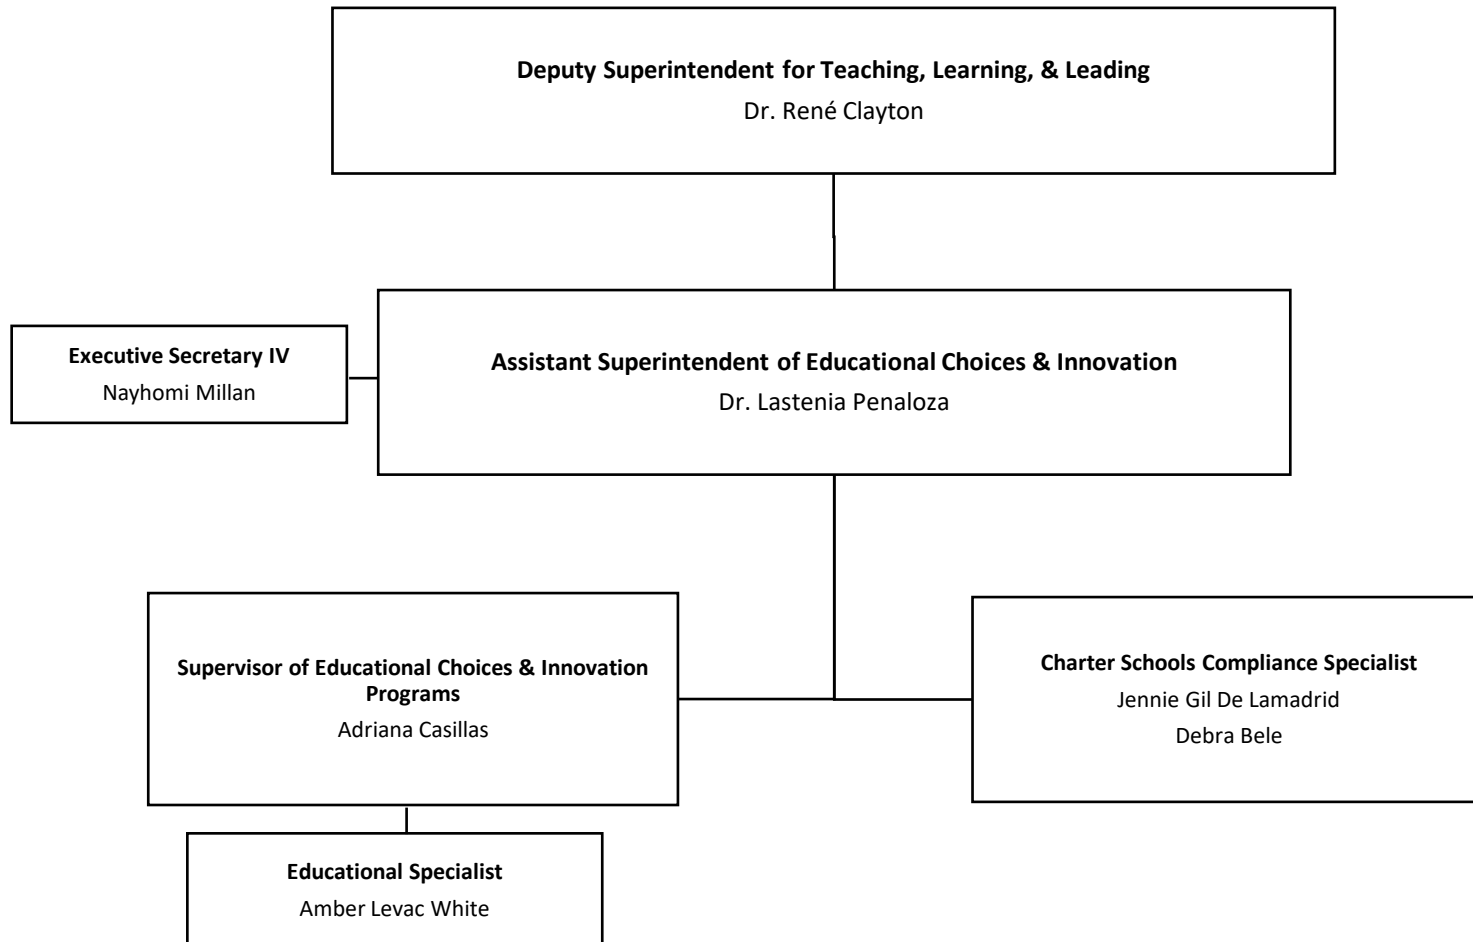 Deputy Superintendent for Teaching, Learning, & Leading
Dr. René Clayton
Executive Secretary IV
Nayhomi Millan
Assistant Superintendent of Educational Choices & Innovation
Dr. Lastenia Penaloza
Supervisor of Educational Choices & Innovation
Programs
Adriana Casillas
Charter Schools Compliance Specialist
Jennie Gil De Lamadrid
Debra Bele
Educational Specialist
Amber Levac White